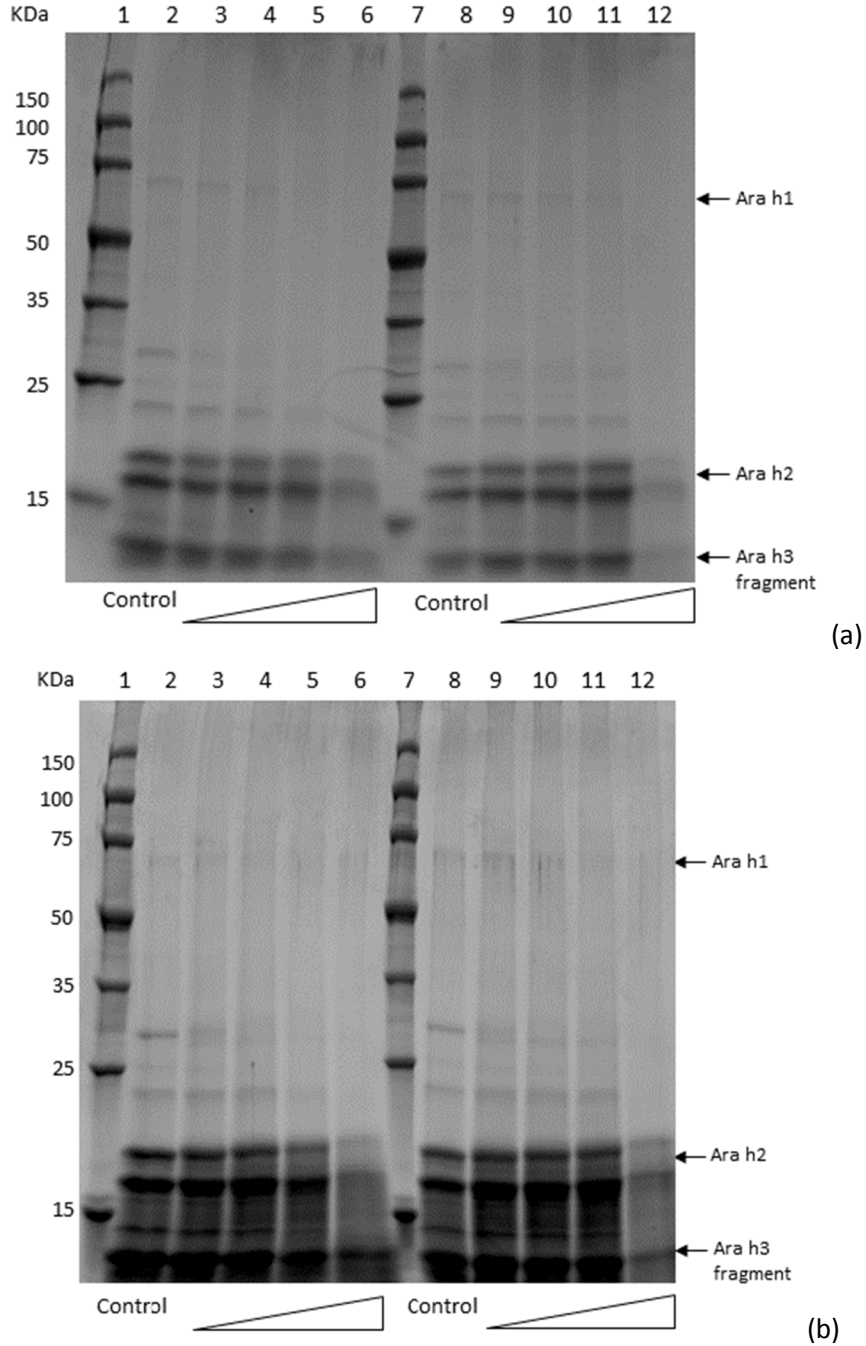 KDa 1 2 3 4 5 6 7 8 9 10 11 12
150
100
75
Ara h1
50
35
25
Ara h2
15
Ara h3
fragment
Control Control
(a)
KDa 1 2 3 4 5 6 7 8 9 10 11 12
150
100
75
Ara h1
50
35
25
Ara h2
15
Ara h3
fragment
Control Control
(b)